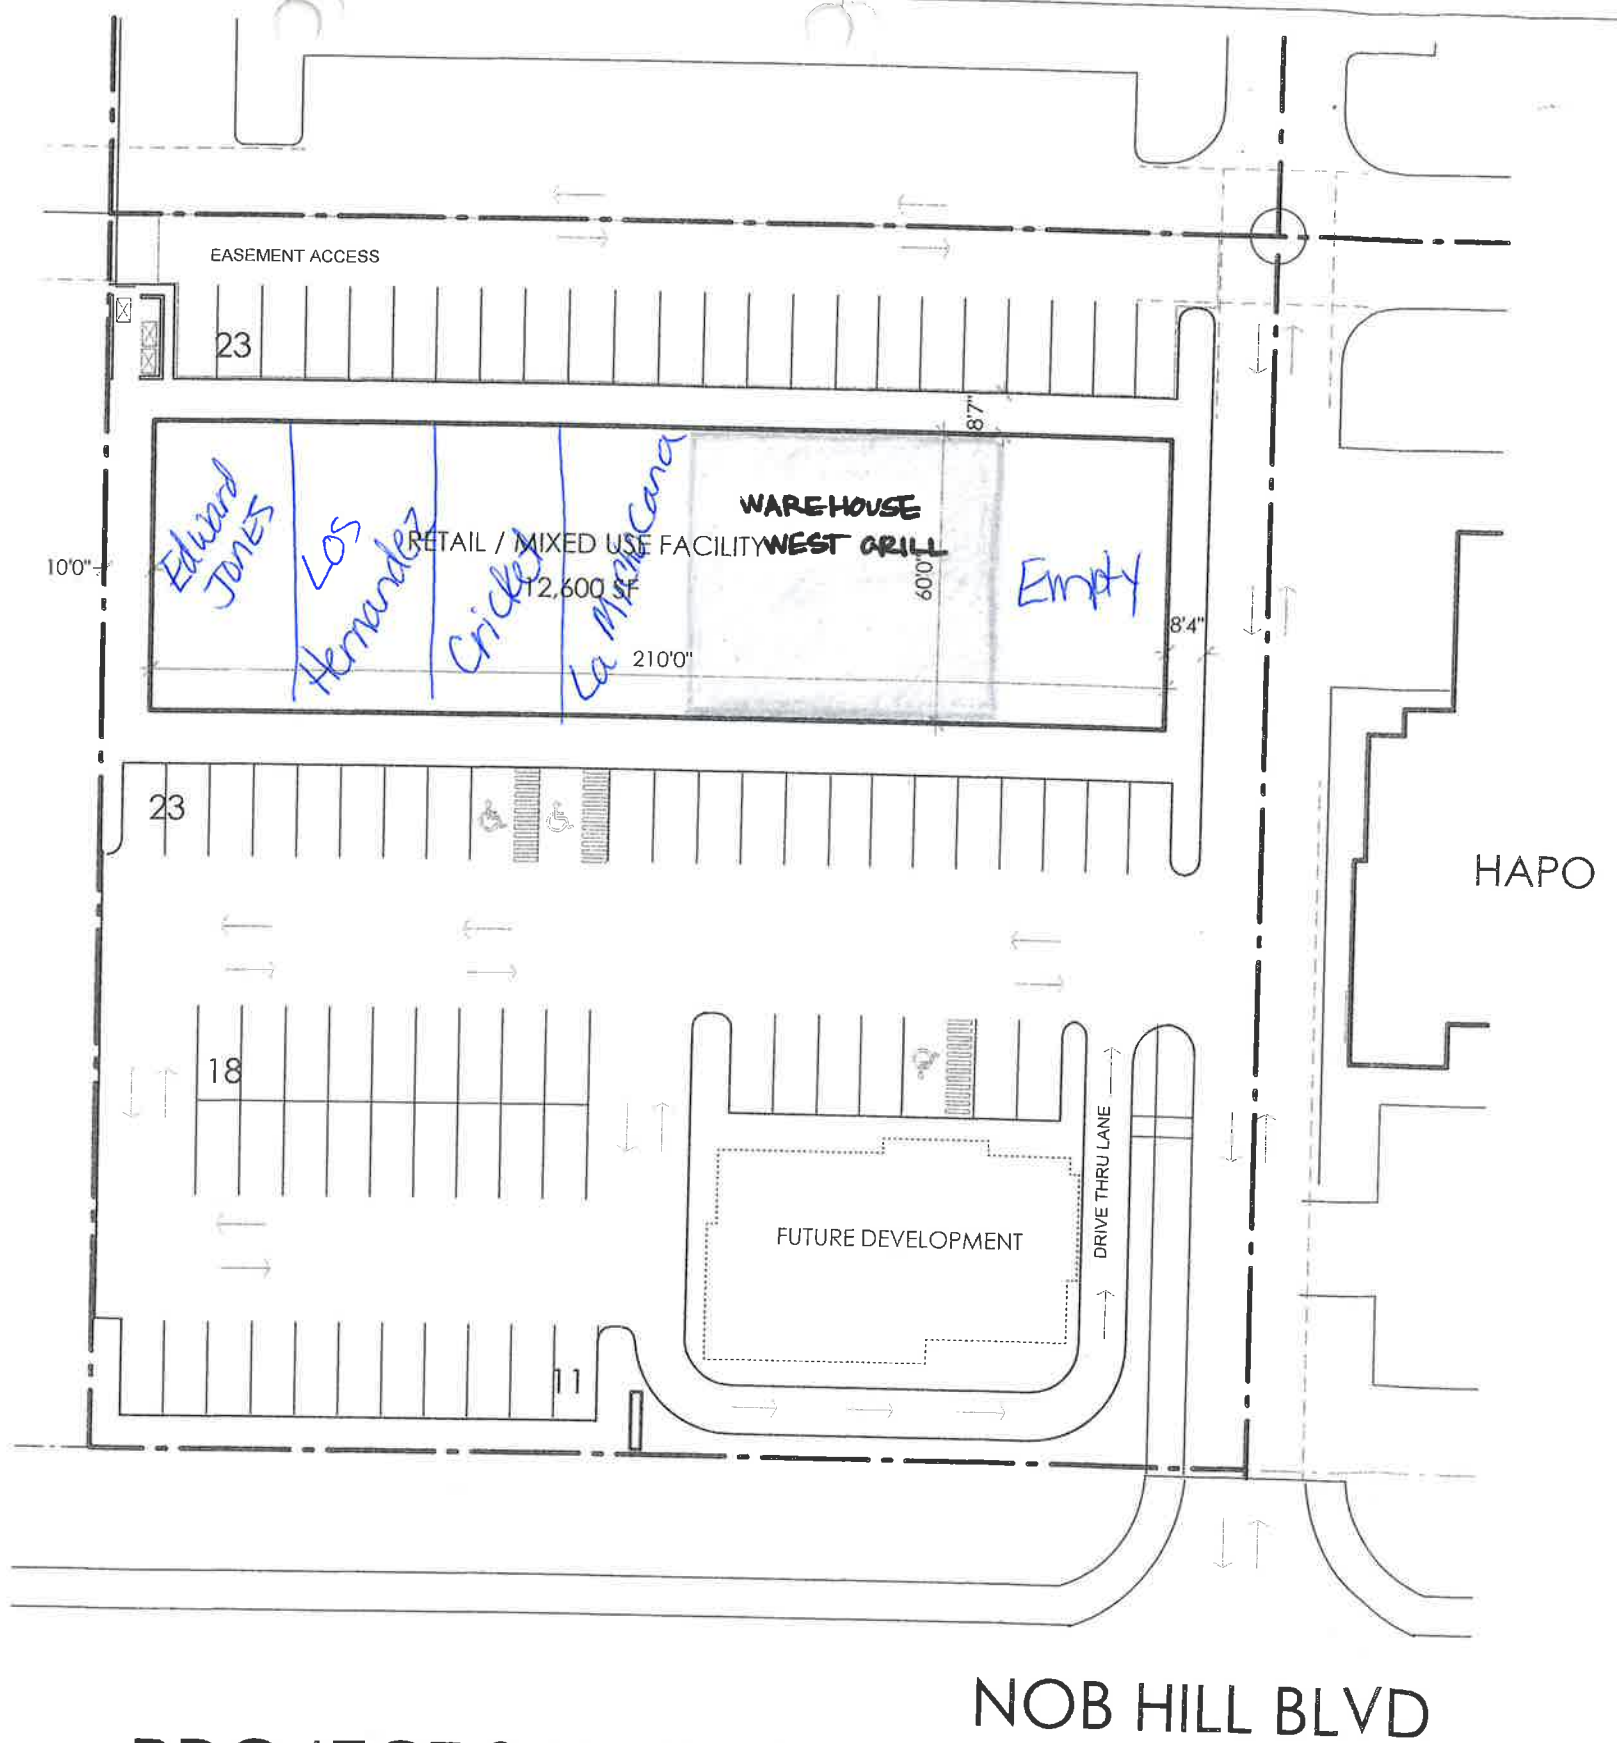 EASEMENT ACCESS
23
8'7"
Edward
JONES
Los
Hernandez
Cricket
La
WAREHOUSE
WEST GRILL
RETAIL / MIXED USE FACILITY
12,600 SF
Empty
10'0"
60'0"
8'4"
210'0"
23
HAPO
18
DRIVE THRU LANE
FUTURE DEVELOPMENT
11
NOB HILL BLVD